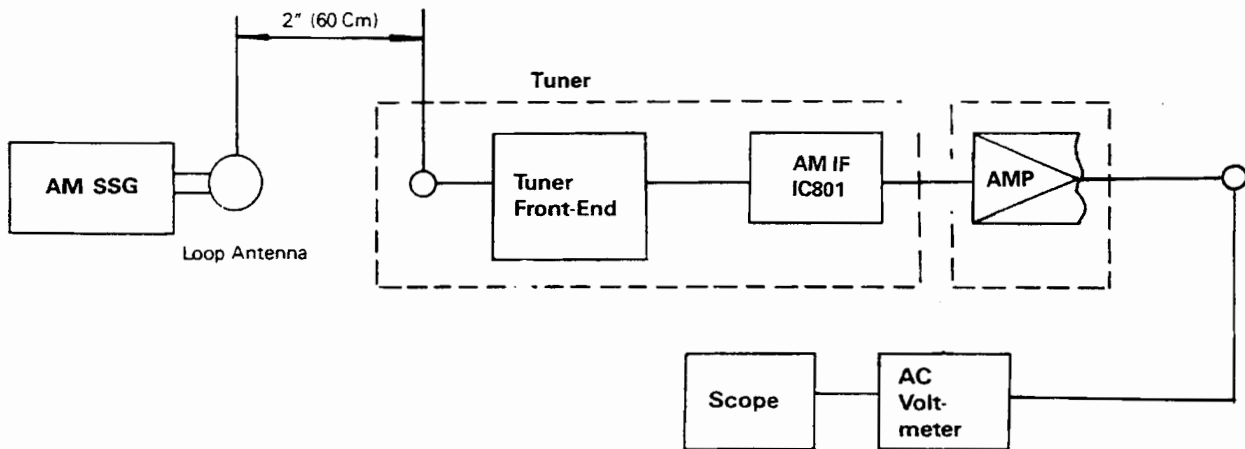 2" (60 Cm)
Tuner
AM SSG
Loop Antenna
Tuner
Front-End
AM IF
IC801
AMP
Scope
AC
Volt-
meter